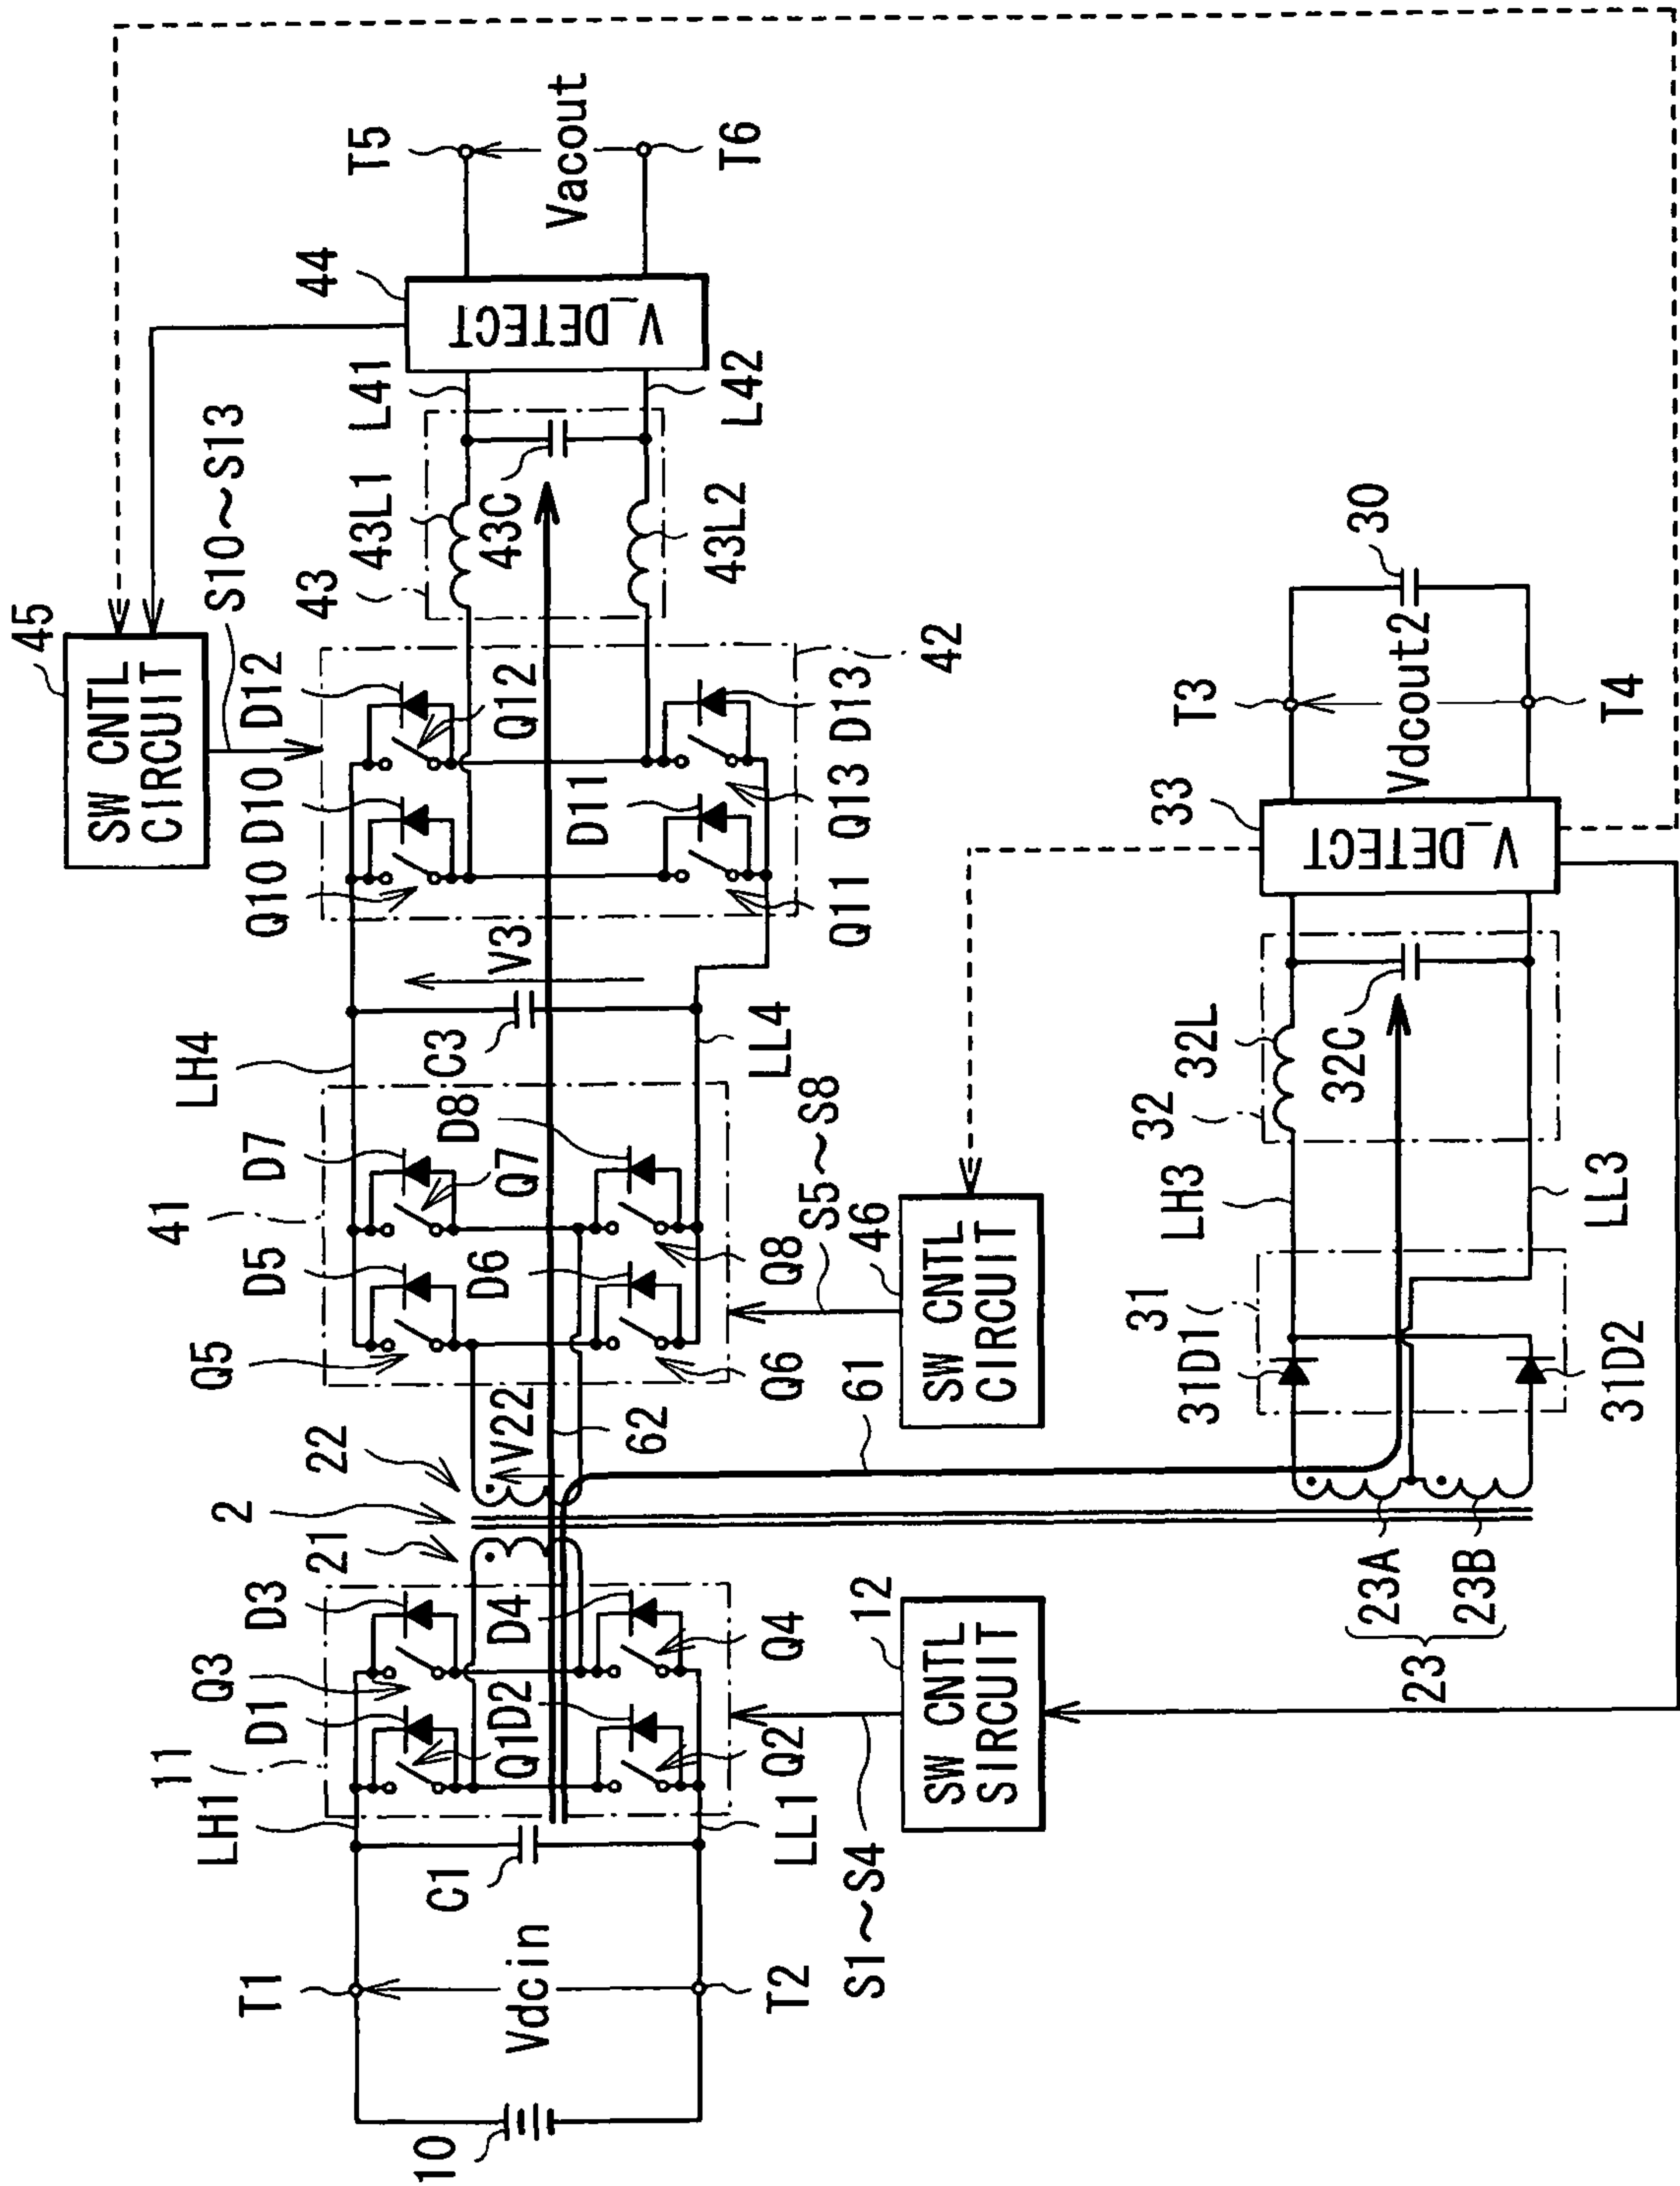 45
SW CNTL
CIRCUIT
S10~S13
T5
Vacout
T6
44
V_DETECT
L41
L42
43
43L1
43C
43L2
42
Q10
D10
D12
Q12
D11
Q11
Q13
D13
LH4
C3
V3
LL4
41
D5
D7
Q5
Q7
D6
D8
Q6
Q8
S5~S8
46
SW CNTL
CIRCUIT
22
2
21
V22
62
61
11
LH1
D1
Q3
D3
Q1
D2
D4
Q2
Q4
LL1
C1
T1
Vdcin
T2
10
S1~S4
12
SW CNTL
SIRCUIT
23A
23B
23
31
31D1
31D2
LH3
LL3
32
32L
32C
33
V_DETECT
T3
Vdcout2
T4
30